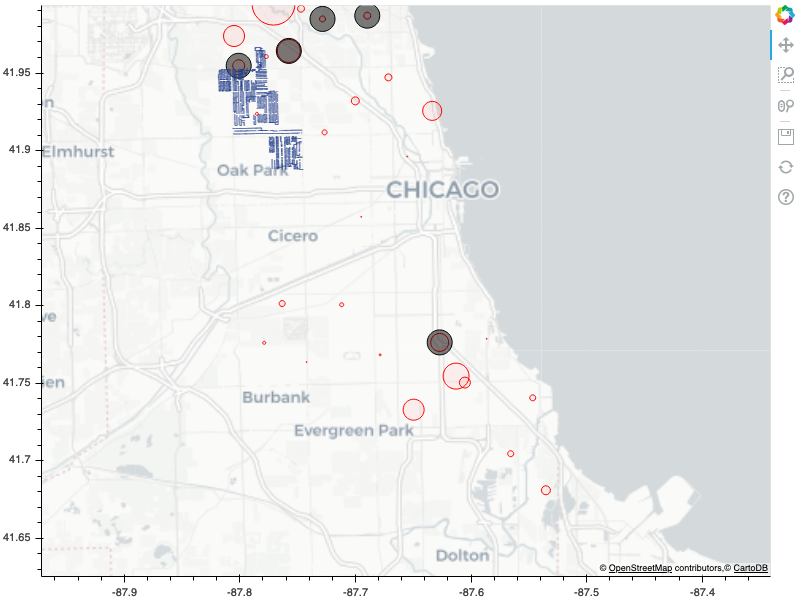 41.95
on
41.9
Elmhurst
Oak Park
CHICAGO
41.85
Cicero
41.8
ve
41.75
en
Burbank
Evergreen Park
41.7
41.65
Dolton
© OpenStreetMap contributors,© CartoDB
-87.9
-87.8
-87.7
-87.6
-87.5
-87.4